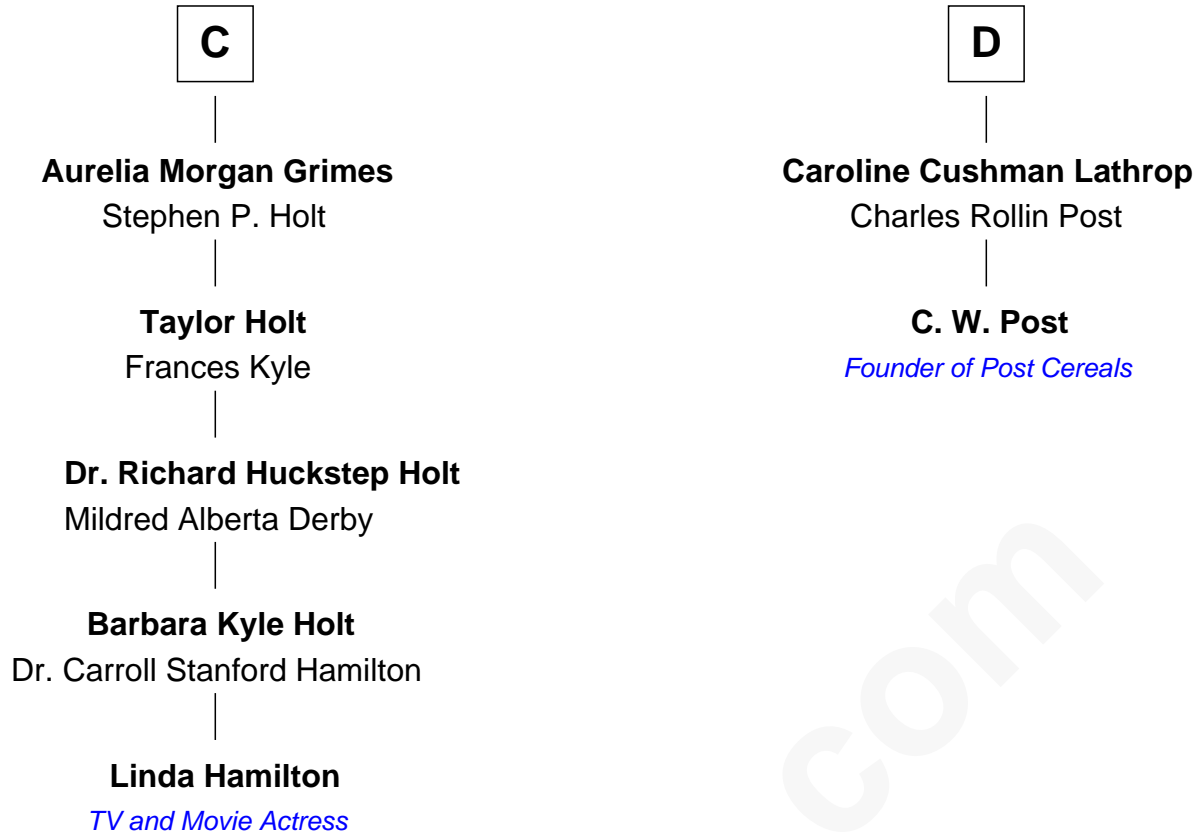 C
Aurelia Morgan Grimes
Stephen P. Holt
Taylor Holt
Frances Kyle
Dr. Richard Huckstep Holt
Mildred Alberta Derby
Barbara Kyle Holt
Dr. Carroll Stanford Hamilton
Linda Hamilton
TV and Movie Actress
D
Caroline Cushman Lathrop
Charles Rollin Post
C. W. Post
Founder of Post Cereals
com